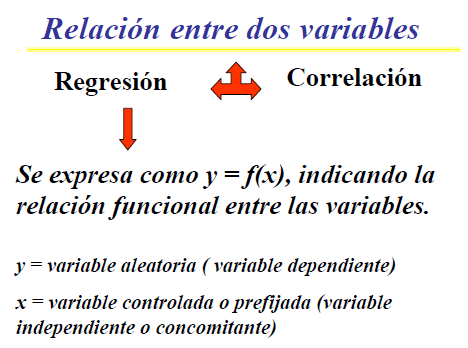 Relación entre dos variables
Regresión
Correlación
Se expresa como y = f(x), indicando la
relación funcional entre las variables.
y = variable aleatoria ( variable dependiente)
x = variable controlada o prefijada (variable
independiente o concomitante)